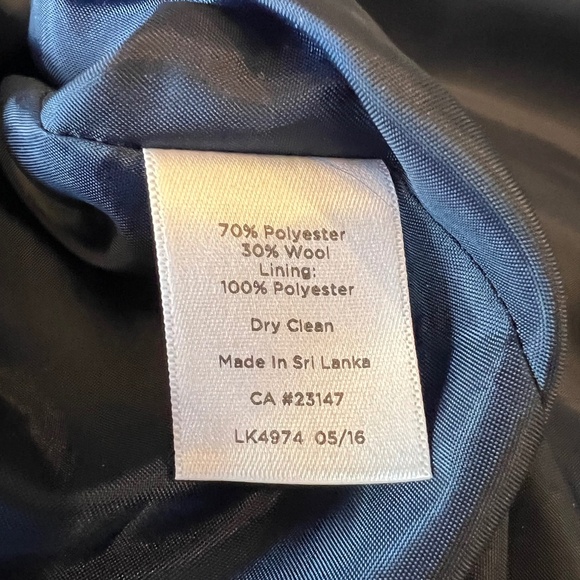 70% Polyester
30% Wool
Lining:
100% Polyester
Dry Clean
Made In Sri Lanka
CA #23147
LK4974 05/16